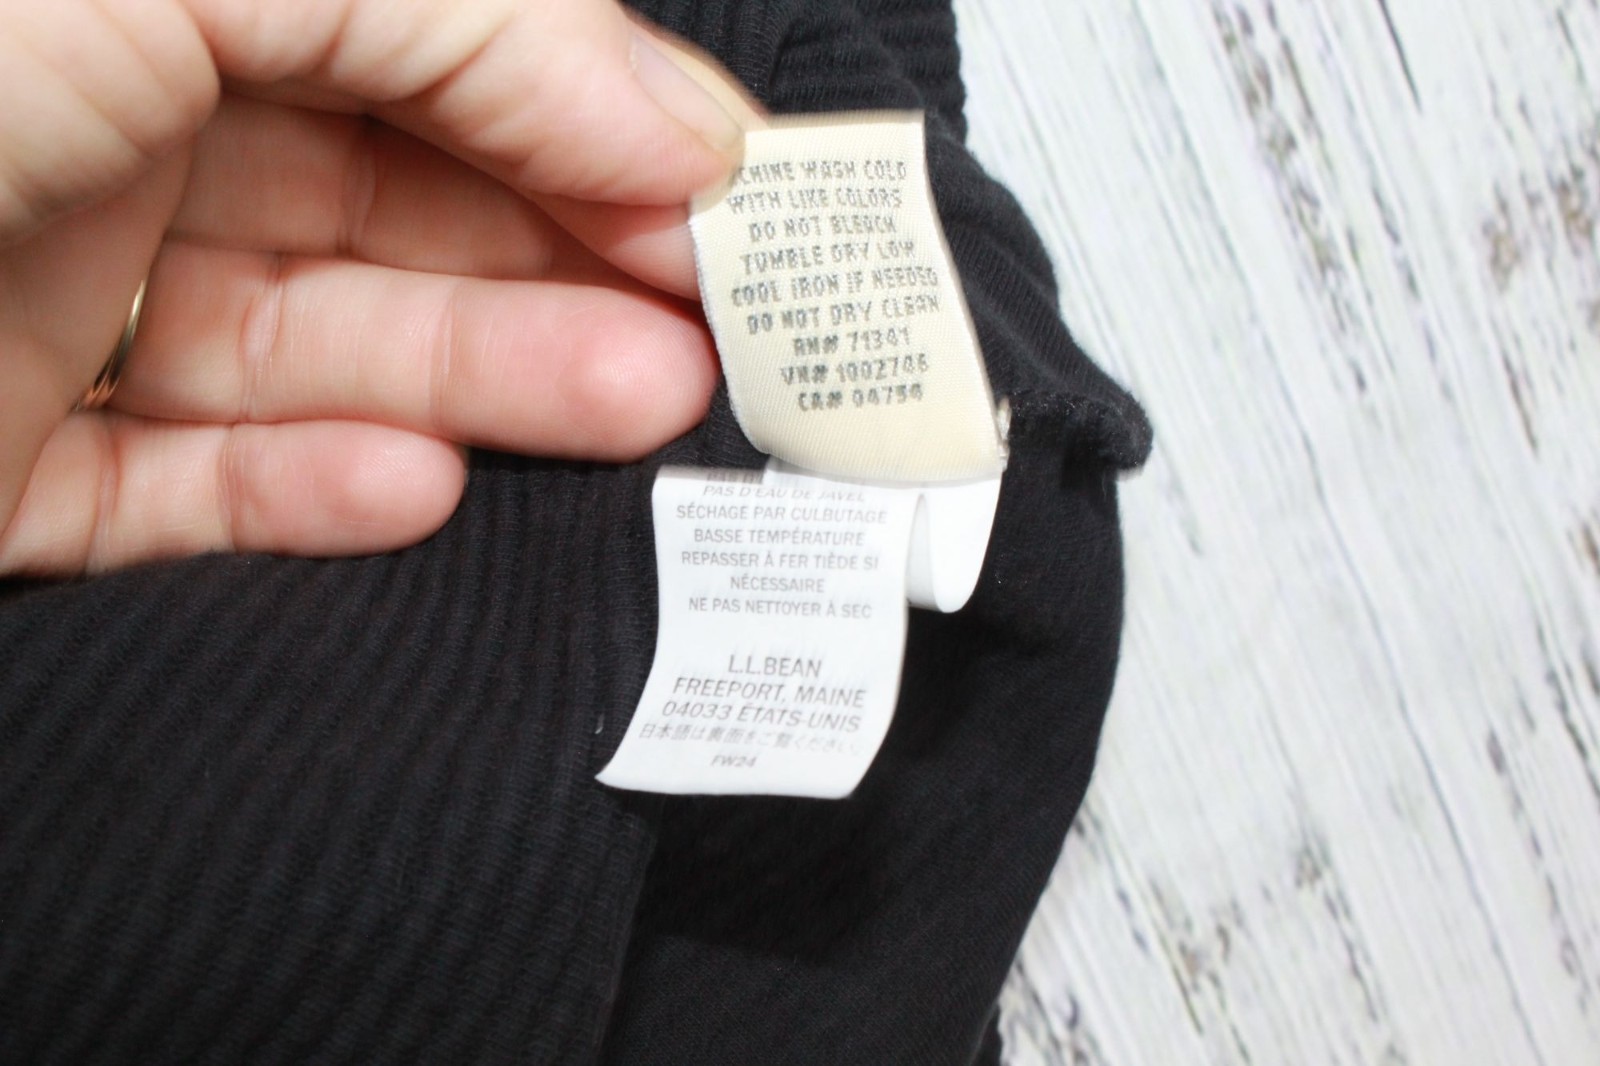 CHINE WASH COLD
WITH LIKE COLORS
DO NOT BLEACH
TUMBLE DRY LOW
COOL IRON IF NEEDED
DO NOT DRY CLEAN
RN# 71341
VN# 1002746
CA# 04754
PAS D'EAU DE JAVEL
SÉCHAGE PAR CULBUTAGE
BASSE TEMPÉRATURE
REPASSER À FER TIÈDE SI
NÉCESSAIRE
NE PAS NETTOYER À SEC
L.L.BEAN
FREEPORT, MAINE
04033 ÉTATS-UNIS
日本語は裏面をご覧ください。
FW24